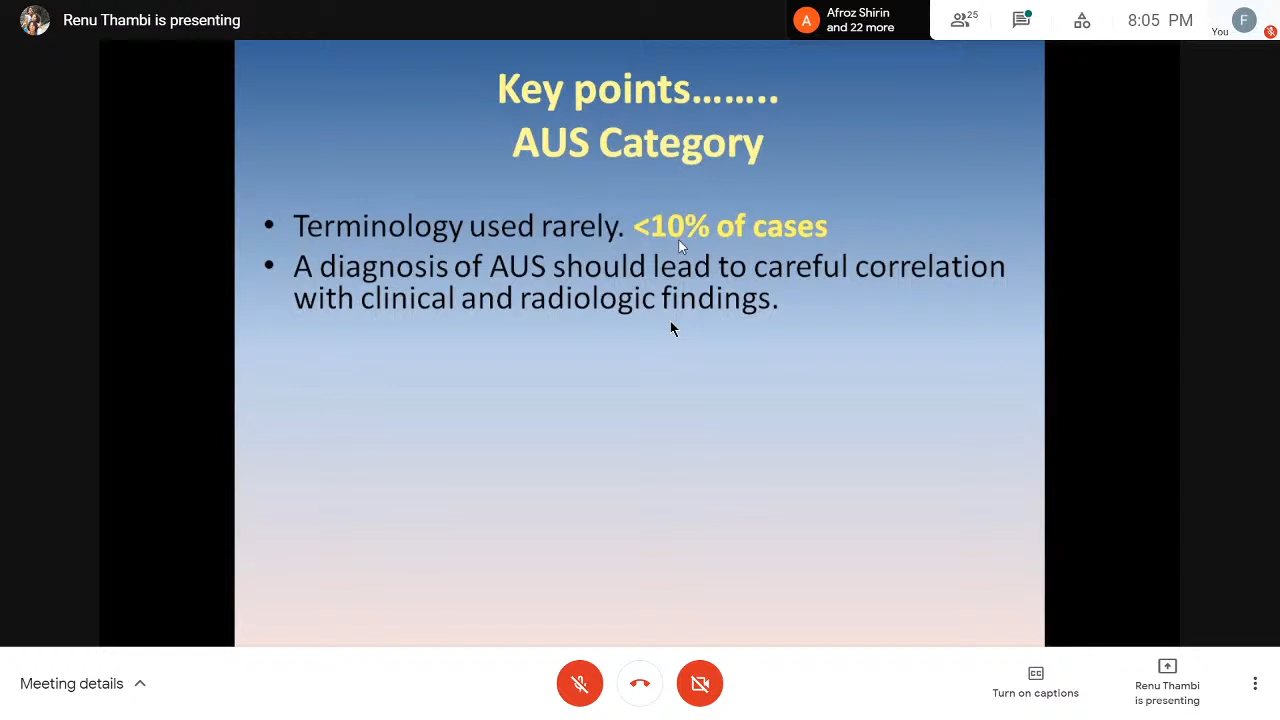 Renu Thambi is presenting
A
Afroz Shirin
and 22 more
25
8:05 PM
You
F
Key points........
AUS Category
• Terminology used rarely. <10% of cases
• A diagnosis of AUS should lead to careful correlation
with clinical and radiologic findings.
Meeting details
CC
Turn on captions
Renu Thambi
is presenting